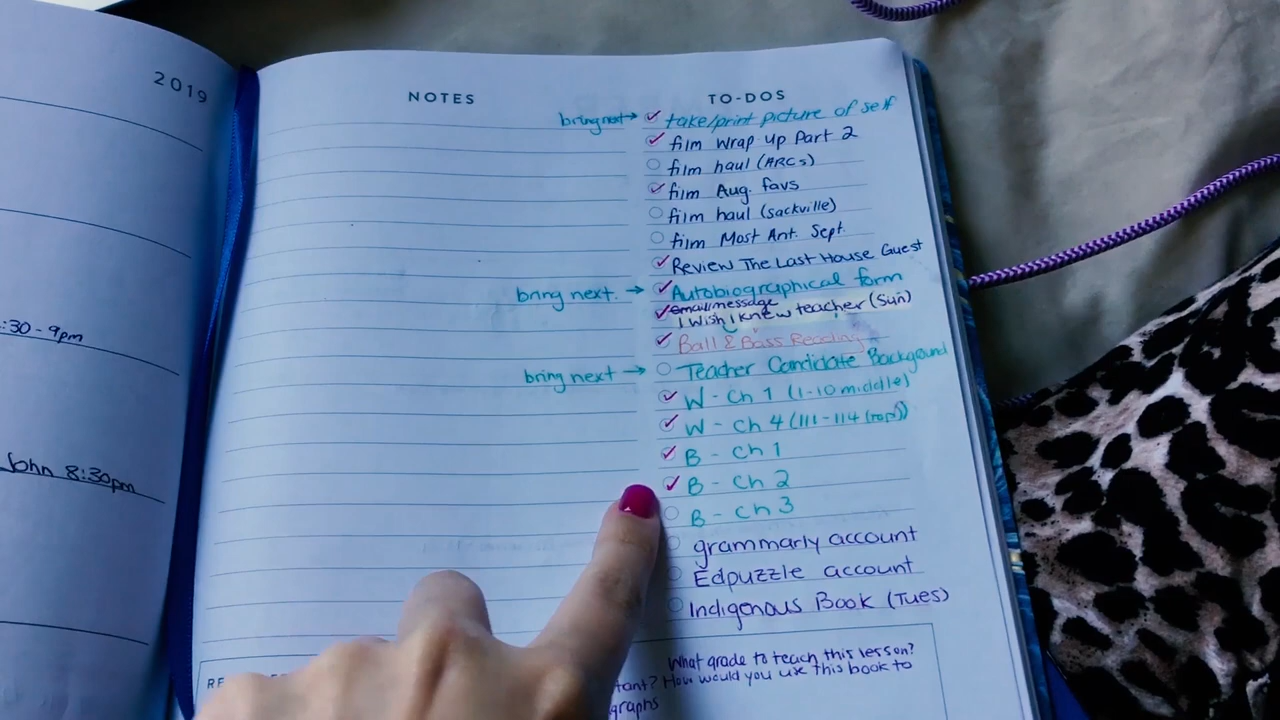 2019
:30 - 9pm
John 8:30pm
NOTES
TO-DOS
bring next → take/print picture of self
film Wrap Up Part 2
film haul (ARCs)
film Aug. favs
film haul (sackville)
film Most Ant. Sept.
Review The Last House Guest
bring next. → Autobiographical form
email/message
I Wish I knew teacher (Sun)
Ball & Bass Reading
bring next → Teacher Candidate Background
W - Ch 1 (1-10 middle)
W - Ch 4 (111-114 (top))
B - Ch 1
B - Ch 2
B - Ch 3
grammarly account
Edpuzzle account
Indigenous Book (Tues)
What grade to teach this lesson?
tant? How would you use this book to
graphs